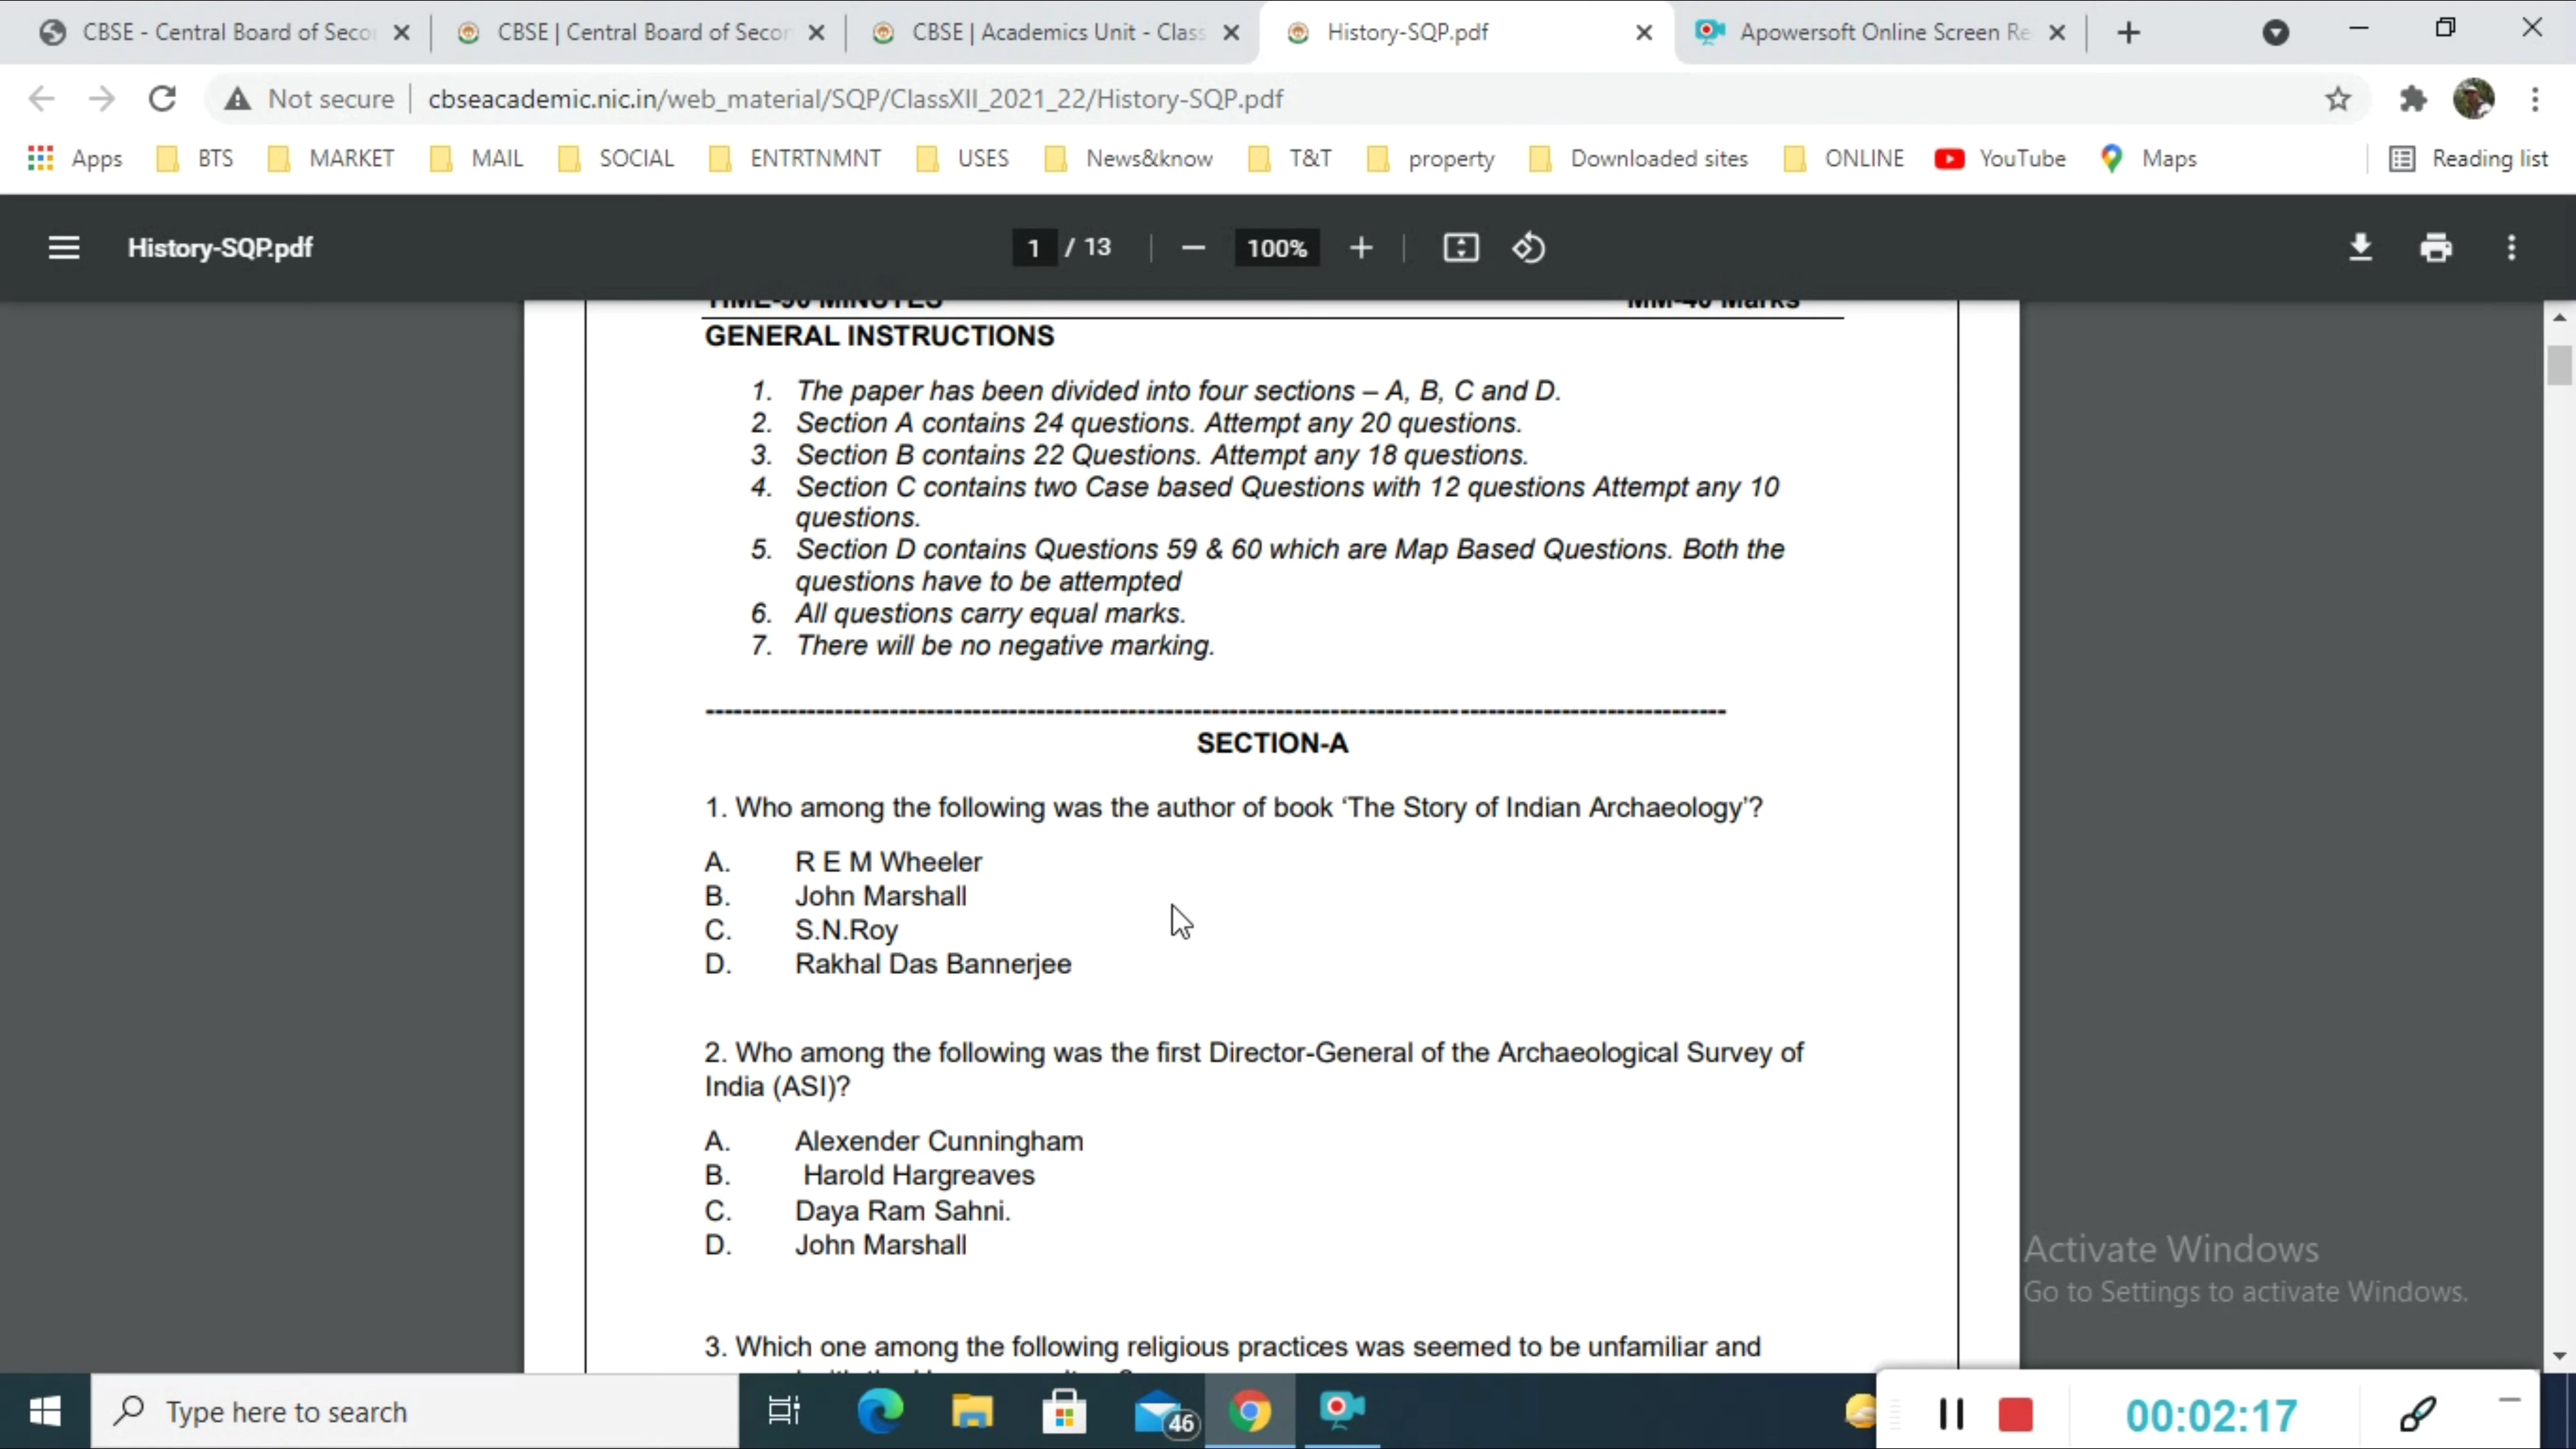 CBSE - Central Board of Seco
CBSE | Central Board of Secon
CBSE | Academics Unit - Class
History-SQP.pdf
Apowersoft Online Screen Re
Not secure
cbseacademic.nic.in/web_material/SQP/ClassXII_2021_22/History-SQP.pdf
Apps
BTS
MARKET
MAIL
SOCIAL
ENTRTNMNT
USES
News&know
T&T
property
Downloaded sites
ONLINE
YouTube
Maps
Reading list
History-SQP.pdf
1 / 13
100%
TIME-90 MINUTES
MM-40 Marks
GENERAL INSTRUCTIONS
1. The paper has been divided into four sections – A, B, C and D.
2. Section A contains 24 questions. Attempt any 20 questions.
3. Section B contains 22 Questions. Attempt any 18 questions.
4. Section C contains two Case based Questions with 12 questions Attempt any 10
questions.
5. Section D contains Questions 59 & 60 which are Map Based Questions. Both the
questions have to be attempted
6. All questions carry equal marks.
7. There will be no negative marking.
SECTION-A
1. Who among the following was the author of book ‘The Story of Indian Archaeology’?
A. R E M Wheeler
B. John Marshall
C. S.N.Roy
D. Rakhal Das Bannerjee
2. Who among the following was the first Director-General of the Archaeological Survey of
India (ASI)?
A. Alexender Cunningham
B. Harold Hargreaves
C. Daya Ram Sahni.
D. John Marshall
3. Which one among the following religious practices was seemed to be unfamiliar and
Activate Windows
Go to Settings to activate Windows.
Type here to search
46
00:02:17